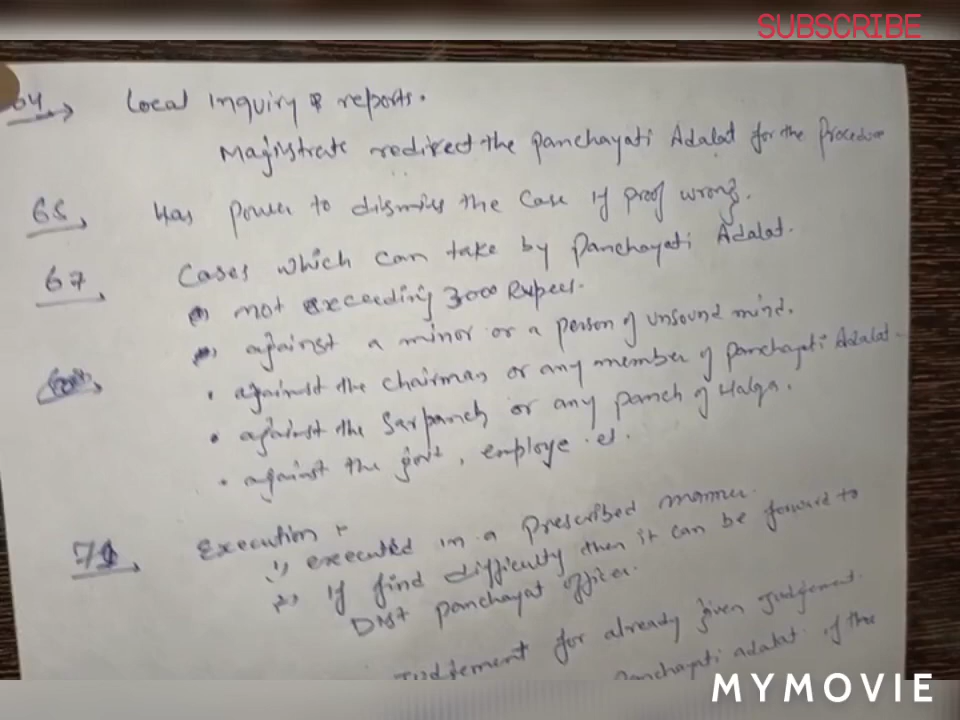 SUBSCRIBE
64, → Local Inquiry & reports.
Magistrate redirect the Panchayati Adalat for the Procedure
65, Has power to dismiss the case if proof wrong.
67, Cases which can take by Panchayati Adalat.
• not exceeding 3000 Rupees.
• against a minor or a person of unsound mind.
• against the chairman or any member of Panchayati Adalat.
• against the Sarpanch or any panch of Halqa.
• against the govt, employe et.
71, Execution :-
1) executed in a Prescribed manner.
2) if find difficulty then it can be forward to
Dist Panchayat officer.
Judgement for already given Judgement.
Panchayati adalat if the
MYMOVIE